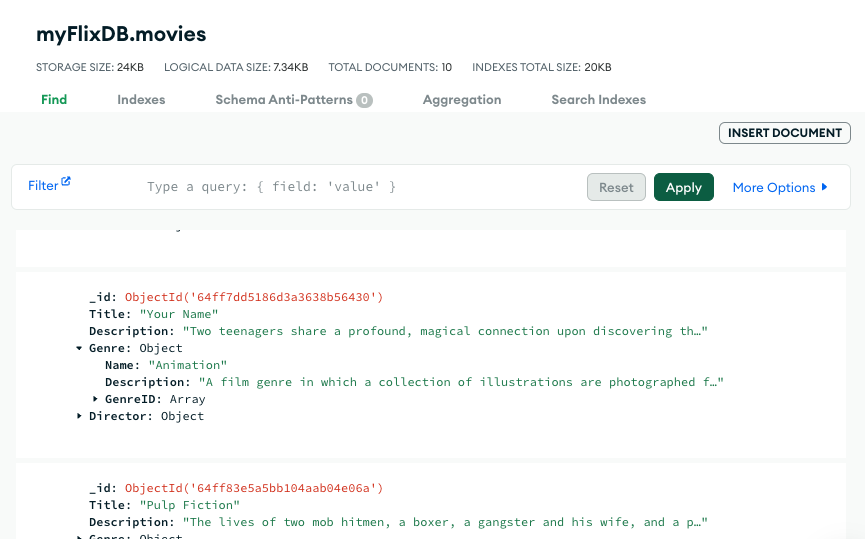 myFlixDB.movies
STORAGE SIZE: 24KB LOGICAL DATA SIZE: 7.34KB TOTAL DOCUMENTS: 10 INDEXES TOTAL SIZE: 20KB
Find Indexes Schema Anti-Patterns 0 Aggregation Search Indexes
INSERT DOCUMENT
Filter Type a query: { field: 'value' } Reset Apply More Options
_id: ObjectId('64ff7dd5186d3a3638b56430')
Title: "Your Name"
Description: "Two teenagers share a profound, magical connection upon discovering th…"
Genre: Object
Name: "Animation"
Description: "A film genre in which a collection of illustrations are photographed f…"
GenreID: Array
Director: Object
_id: ObjectId('64ff83e5a5bb104aab04e06a')
Title: "Pulp Fiction"
Description: "The lives of two mob hitmen, a boxer, a gangster and his wife, and a p…"
Genre: Object